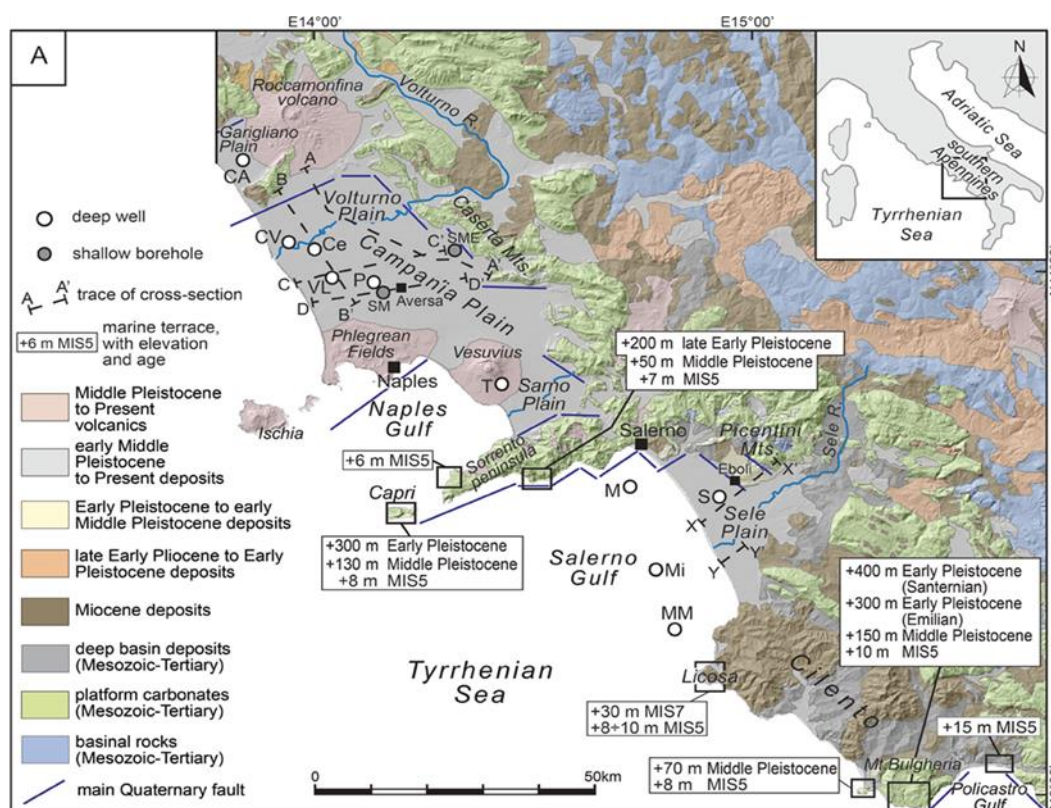 A
E14°00'
E15°00'
N
Adriatic Sea
southern
Apennines
Tyrrhenian
Sea
Roccamonfina
volcano
Volturno R.
Garigliano
Plain
CA
A
B
Volturno
Plain
Caserta Mts.
CV
Ce
C'
SME
A'
Campania Plain
C
VL
P
D
SM
Aversa
D
B'
Phlegrean
Fields
Vesuvius
Naples
T
Sarno
Plain
Ischia
Naples
Gulf
+200 m late Early Pleistocene
+50 m Middle Pleistocene
+7 m MIS5
Salerno
Picentini
Mts.
Sele R.
+6 m MIS5
Sorrento
peninsula
Eboli
X'
Capri
M
S
Sele
Plain
X
Y'
Y
+300 m Early Pleistocene
+130 m Middle Pleistocene
+8 m MIS5
Salerno
Gulf
Mi
MM
+400 m Early Pleistocene
(Santernian)
+300 m Early Pleistocene
(Emilian)
+150 m Middle Pleistocene
+10 m MIS5
Tyrrhenian
Sea
Licosa
Cilento
+30 m MIS7
+8÷10 m MIS5
+15 m MIS5
+70 m Middle Pleistocene
+8 m MIS5
Mt.Bulgheria
Policastro
Gulf
0
50km
deep well
shallow borehole
A A'
trace of cross-section
+6 m MIS5
marine terrace,
with elevation
and age
Middle Pleistocene
to Present
volcanics
early Middle
Pleistocene
to Present deposits
Early Pleistocene to early
Middle Pleistocene deposits
late Early Pliocene to Early
Pleistocene deposits
Miocene deposits
deep basin deposits
(Mesozoic-Tertiary)
platform carbonates
(Mesozoic-Tertiary)
basinal rocks
(Mesozoic-Tertiary)
main Quaternary fault